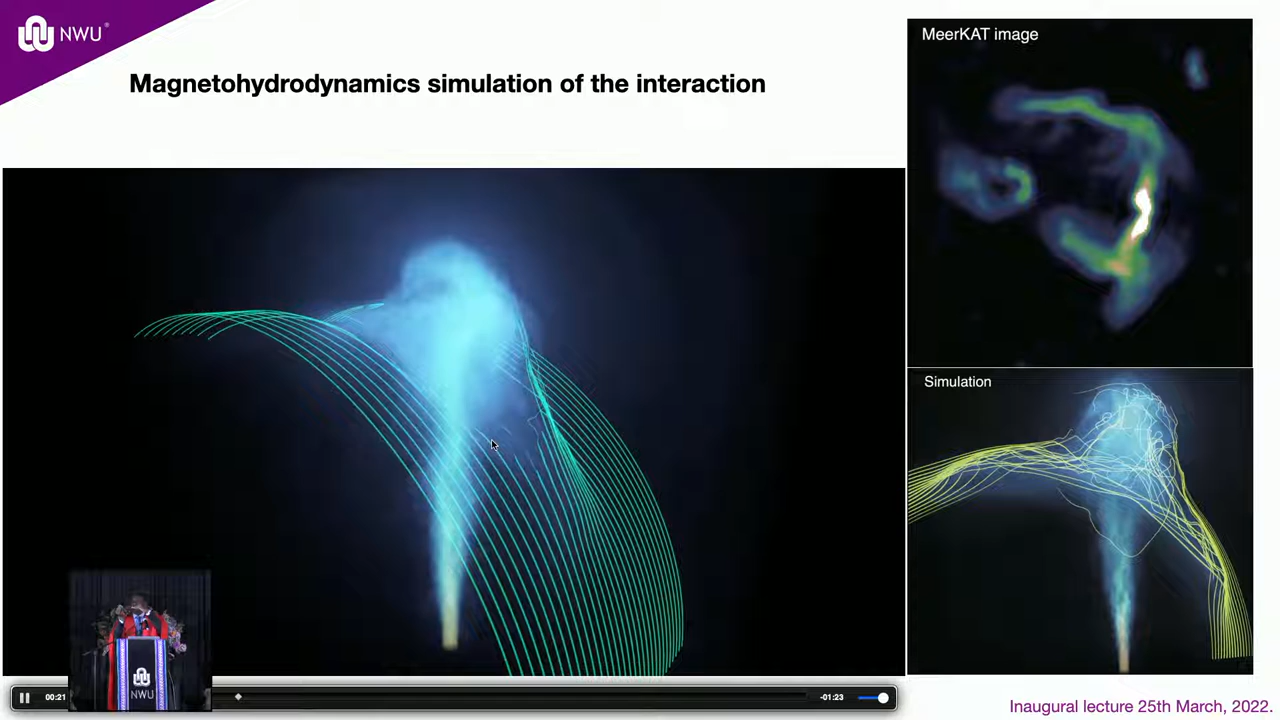 NWU®
MeerKAT image
Magnetohydrodynamics simulation of the interaction
Simulation
NWU
00:21
-01:23
Inaugural lecture 25th March, 2022.